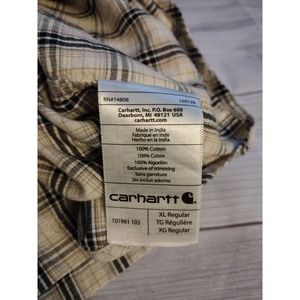 RN#14806
Carhartt, Inc. P.O. Box 600
Dearborn, MI 48121 USA
carhartt.com
Made in India
Fabriqué en Inde
Hecho en la India
100% Cotton
100% Coton
100% Algodón
Exclusive of trimming
Sans garniture
Sin incluir adornos
carhartt
101961 103
XL Regular
TG Régulière
XG Regular